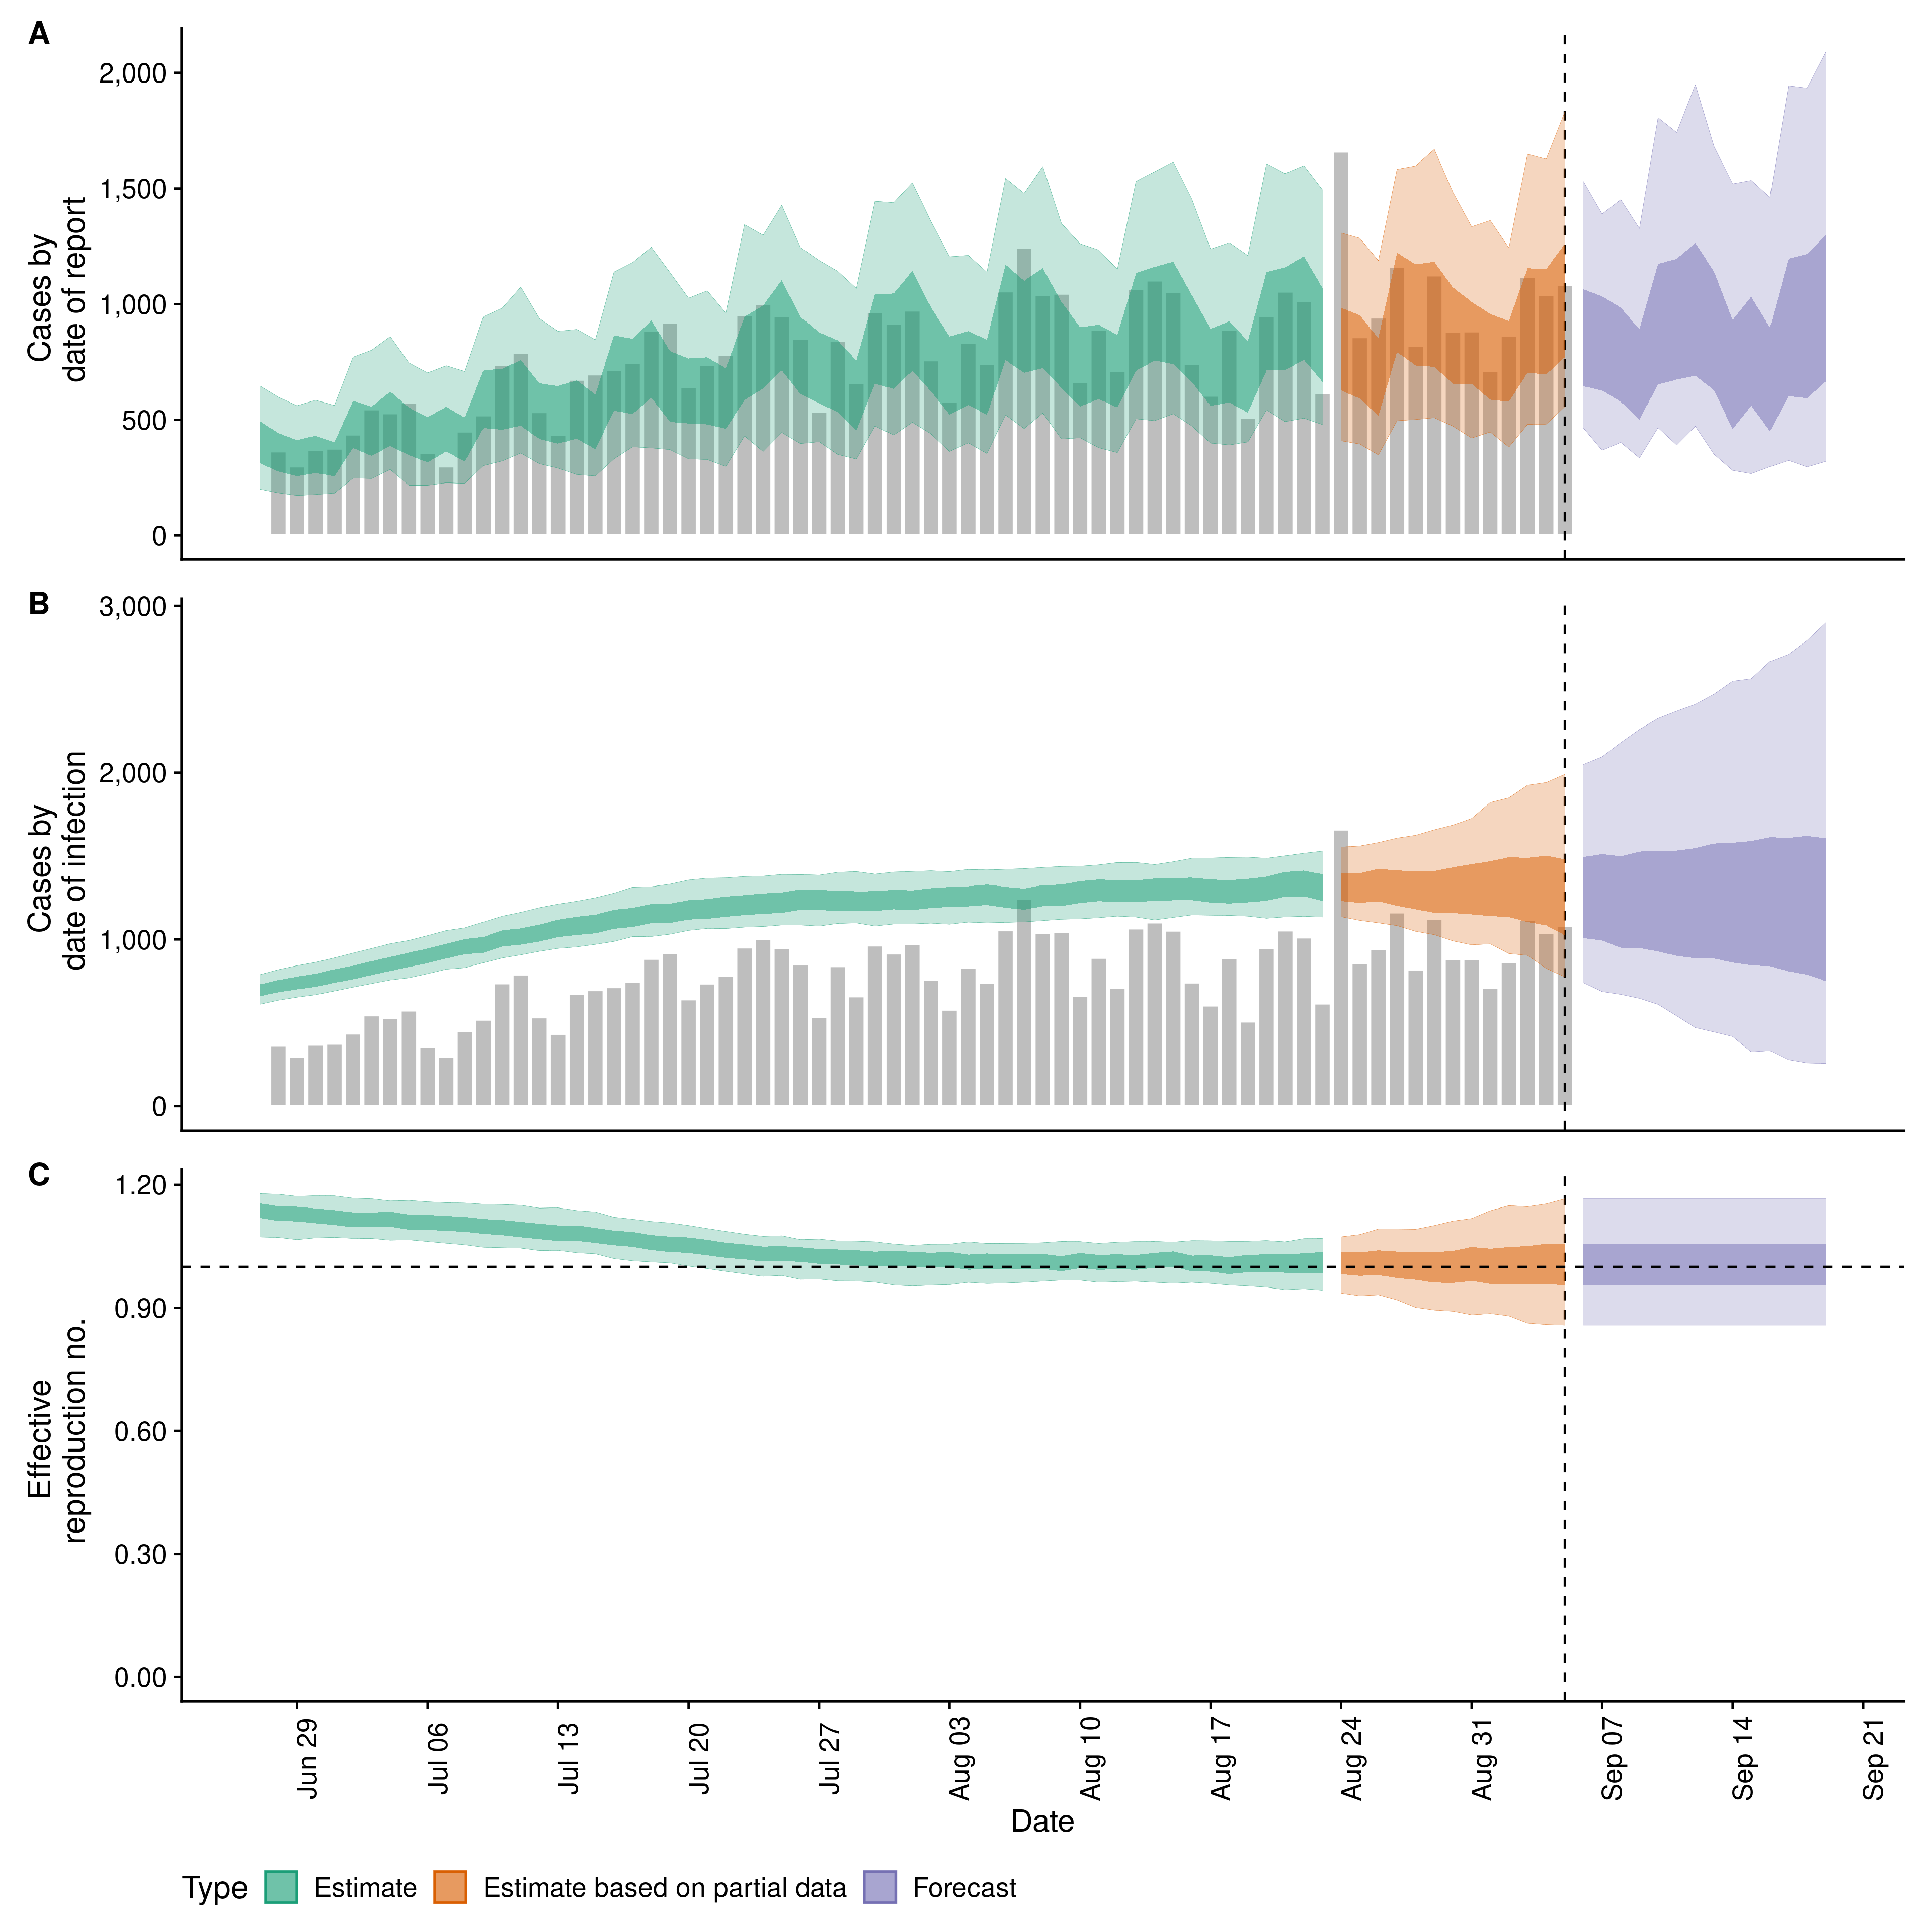 A
2,000
1,500
1,000
500
0
Cases by
date of report
B
3,000
2,000
1,000
0
Cases by
date of infection
C
1.20
0.90
0.60
0.30
0.00
Effective
reproduction no.
Jun 29
Jul 06
Jul 13
Jul 20
Jul 27
Aug 03
Aug 10
Aug 17
Aug 24
Aug 31
Sep 07
Sep 14
Sep 21
Date
Type Estimate Estimate based on partial data Forecast